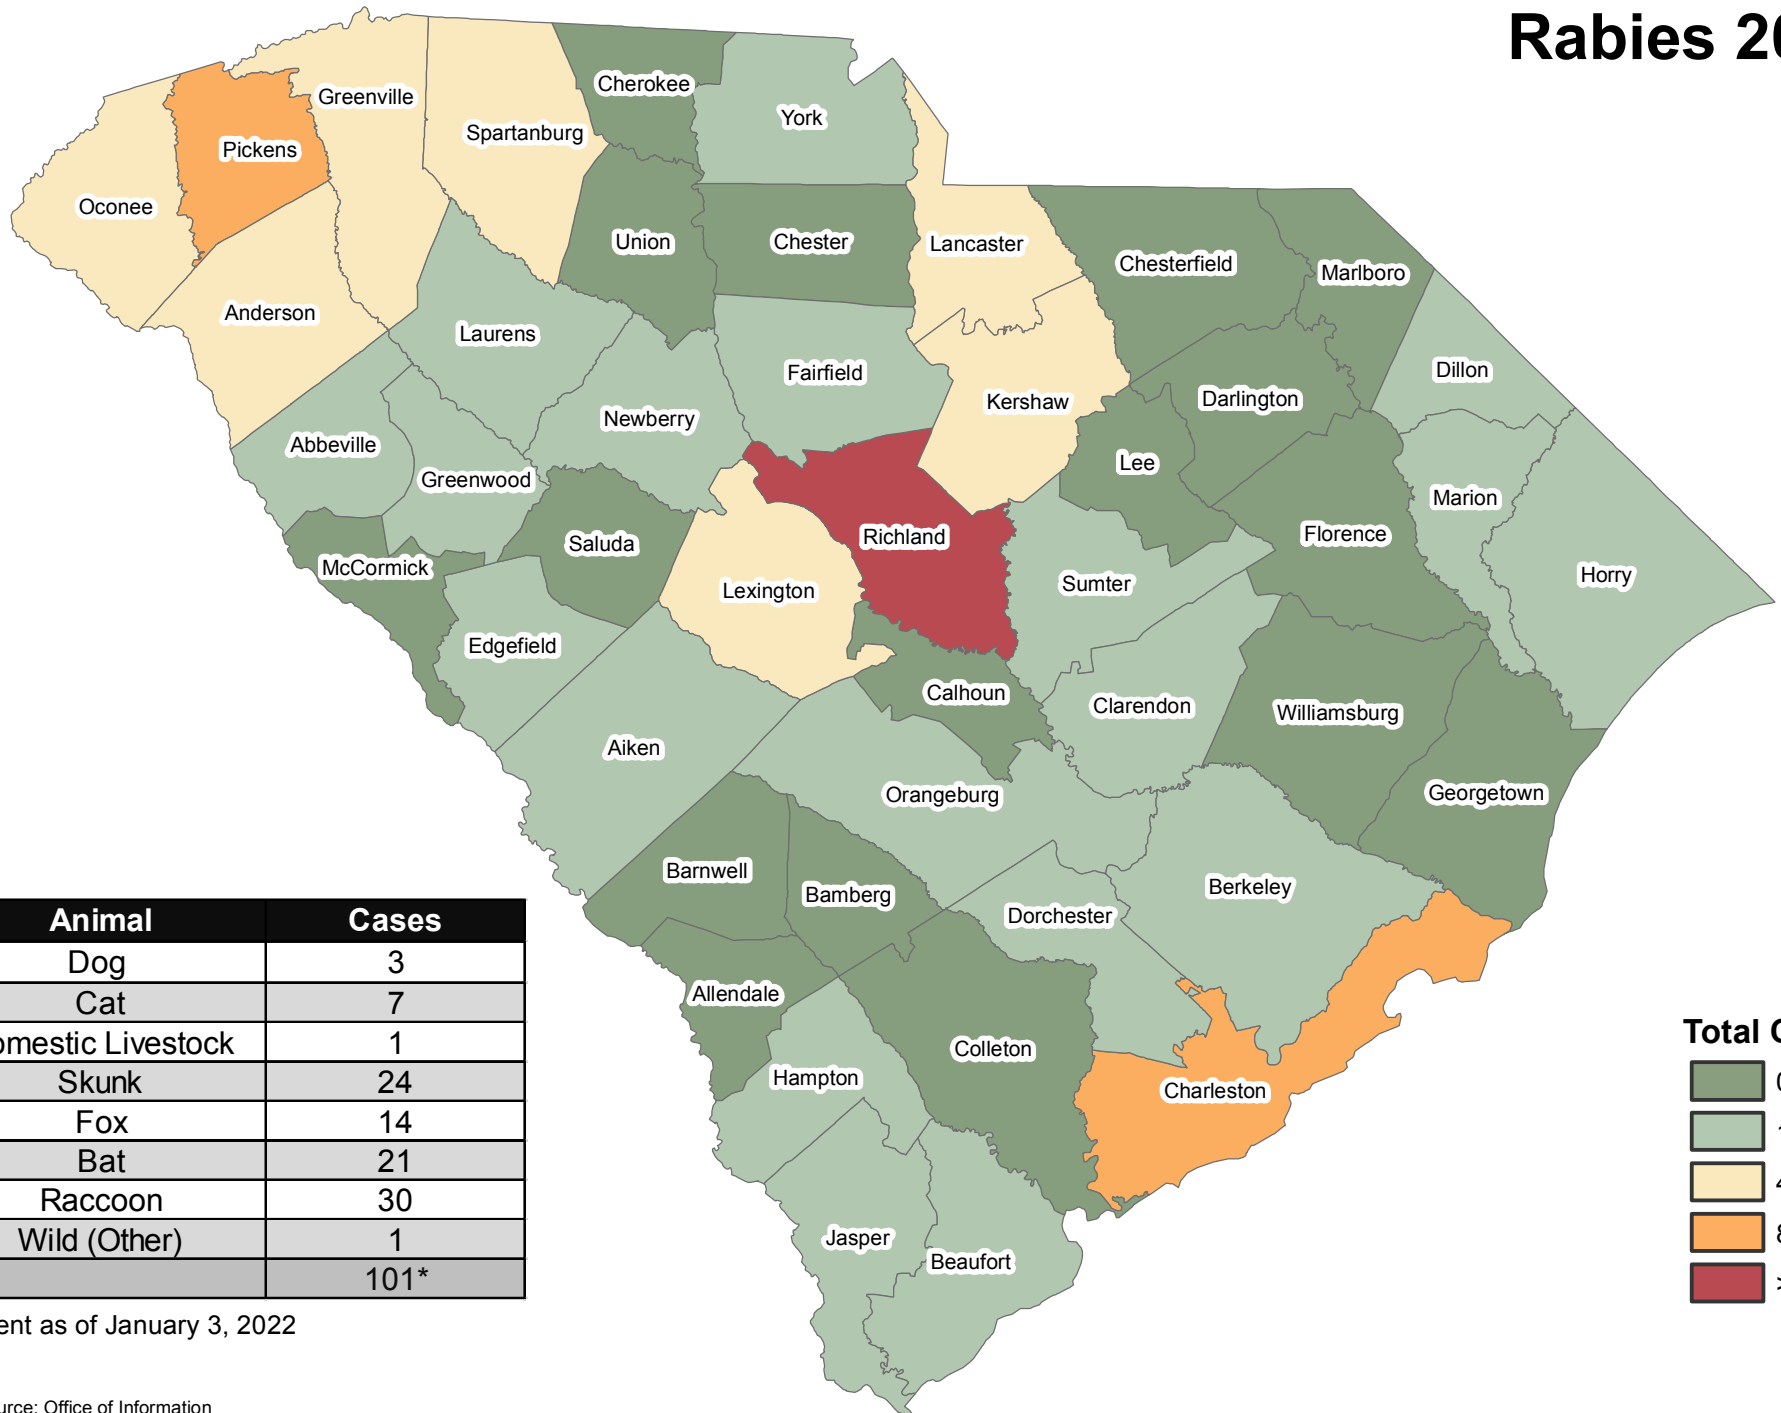 Rabies 20
Cherokee
Greenville
York
Spartanburg
Pickens
Oconee
Union
Chester
Lancaster
Chesterfield
Marlboro
Anderson
Laurens
Fairfield
Dillon
Kershaw
Darlington
Newberry
Abbeville
Lee
Greenwood
Marion
Richland
Florence
Saluda
McCormick
Horry
Sumter
Lexington
Edgefield
Calhoun
Clarendon
Williamsburg
Aiken
Orangeburg
Georgetown
Barnwell
Berkeley
Bamberg
Dorchester
Allendale
Colleton
Hampton
Charleston
Jasper
Beaufort
Animal Cases
Dog 3
Cat 7
omestic Livestock 1
Skunk 24
Fox 14
Bat 21
Raccoon 30
Wild (Other) 1
101*
ent as of January 3, 2022
urce: Office of Information
Total
0
4
8
>